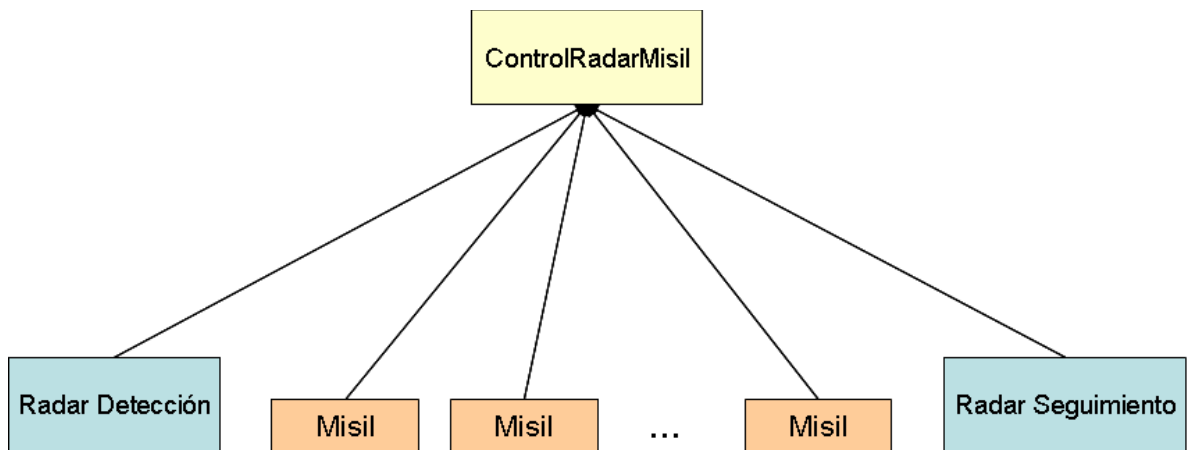 ControlRadarMisil
Radar Detección
Misil
Misil
...
Misil
Radar Seguimiento